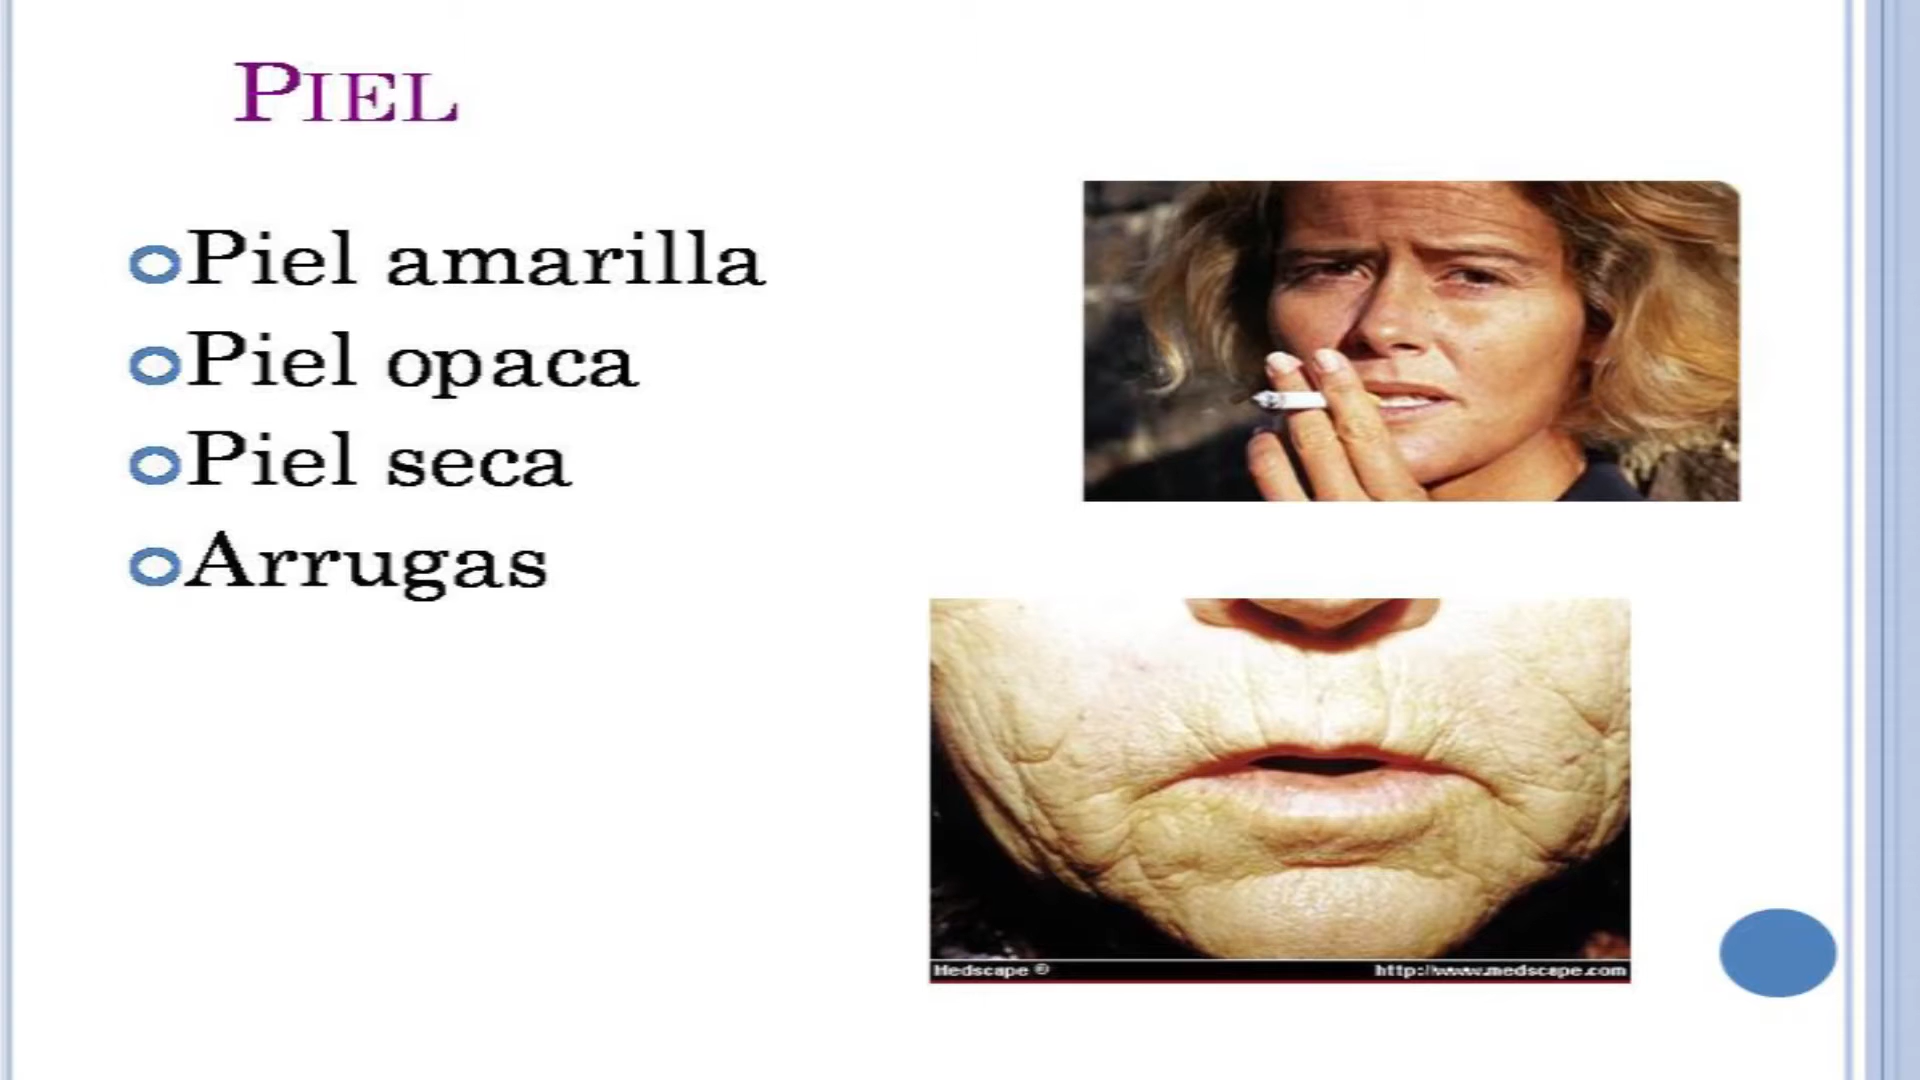 PIEL
Piel amarilla
Piel opaca
Piel seca
Arrugas
Medscape ®
http://www.medscape.com